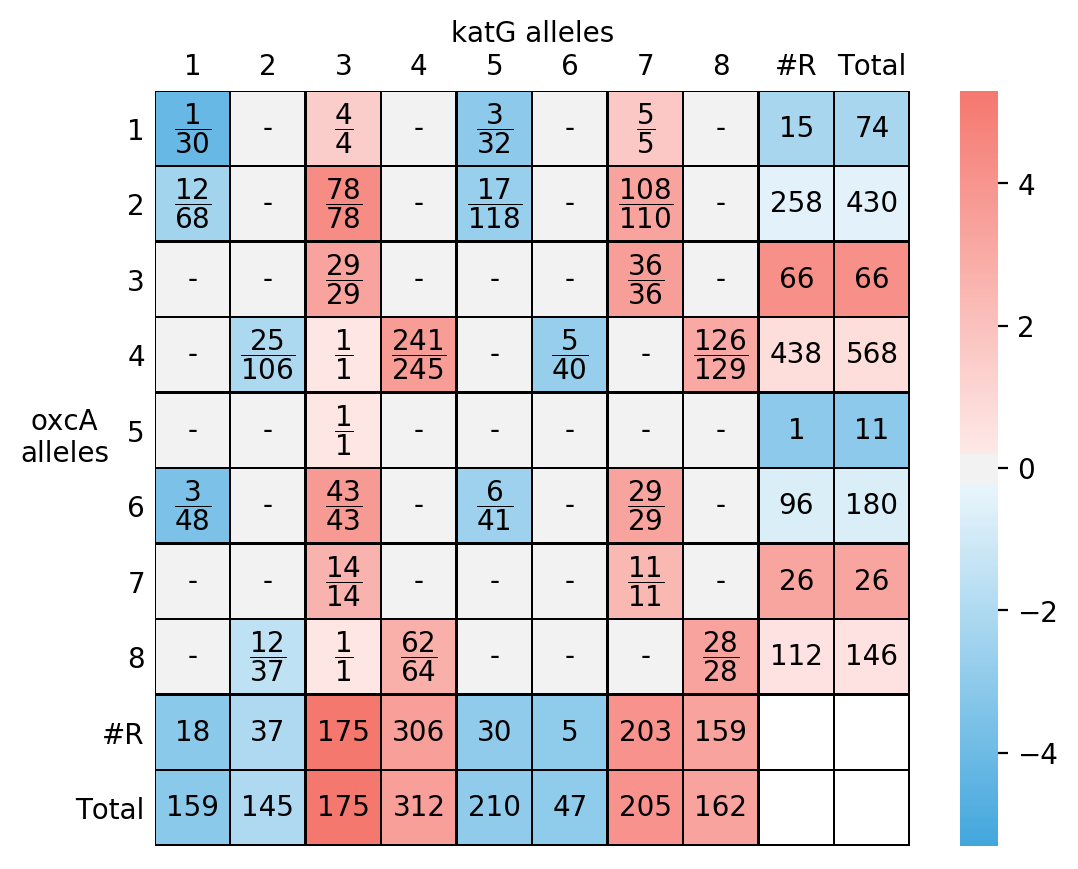 katG alleles
1 2 3 4 5 6 7 8 #R Total
1 1/30 - 4/4 - 3/32 - 5/5 - 15 74
2 12/68 - 78/78 - 17/118 - 108/110 - 258 430
3 - - 29/29 - - - 36/36 - 66 66
4 - 25/106 1/1 241/245 - 5/40 - 126/129 438 568
oxcA
alleles
5 - - 1/1 - - - - - 1 11
6 3/48 - 43/43 - 6/41 - 29/29 - 96 180
7 - - 14/14 - - - 11/11 - 26 26
8 - 12/37 1/1 62/64 - - - 28/28 112 146
#R 18 37 175 306 30 5 203 159
Total 159 145 175 312 210 47 205 162
4
2
0
−2
−4